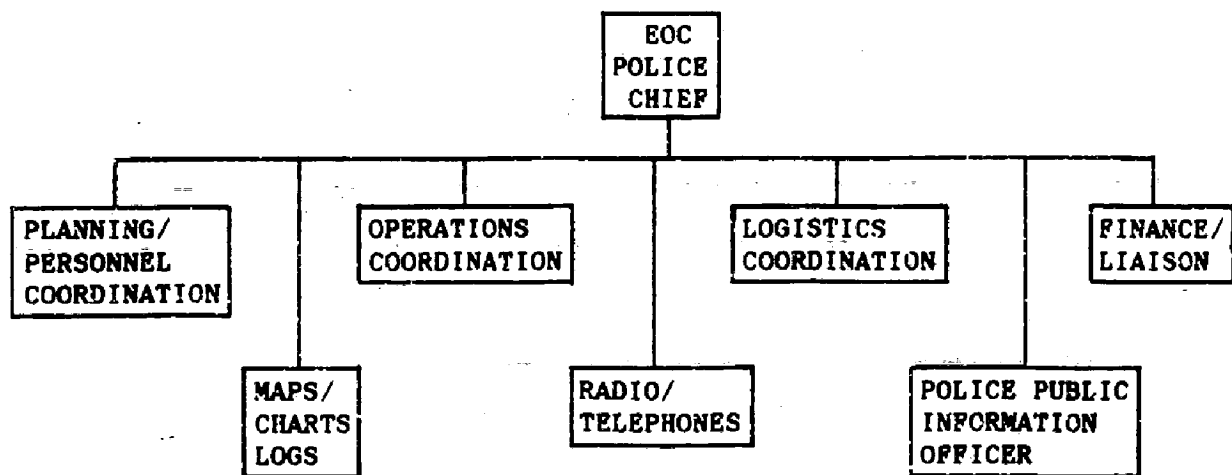 EOC
POLICE
CHIEF
PLANNING/
PERSONNEL
COORDINATION
OPERATIONS
COORDINATION
LOGISTICS
COORDINATION
FINANCE/
LIAISON
MAPS/
CHARTS
LOGS
RADIO/
TELEPHONES
POLICE PUBLIC
INFORMATION
OFFICER